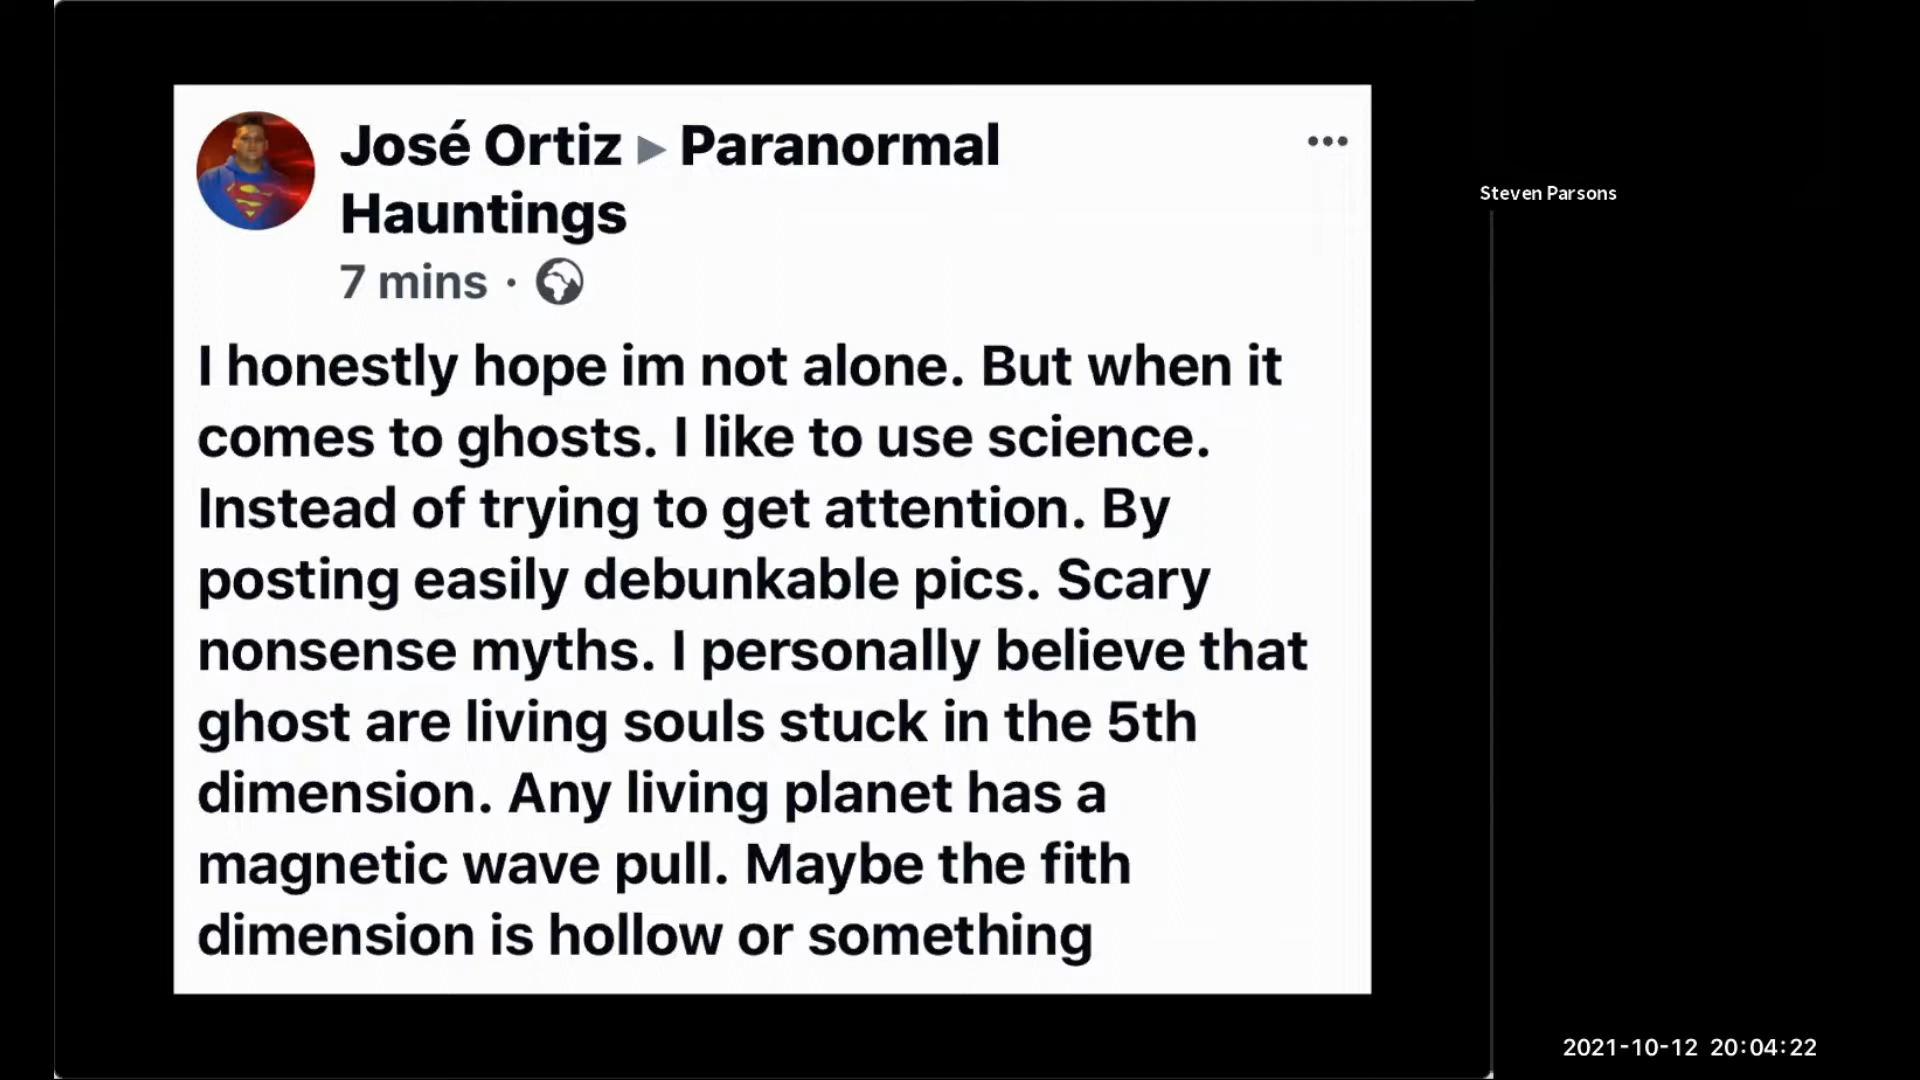 José Ortiz ▸ Paranormal
Hauntings
7 mins ·
I honestly hope im not alone. But when it
comes to ghosts. I like to use science.
Instead of trying to get attention. By
posting easily debunkable pics. Scary
nonsense myths. I personally believe that
ghost are living souls stuck in the 5th
dimension. Any living planet has a
magnetic wave pull. Maybe the fith
dimension is hollow or something
Steven Parsons
2021-10-12 20:04:22